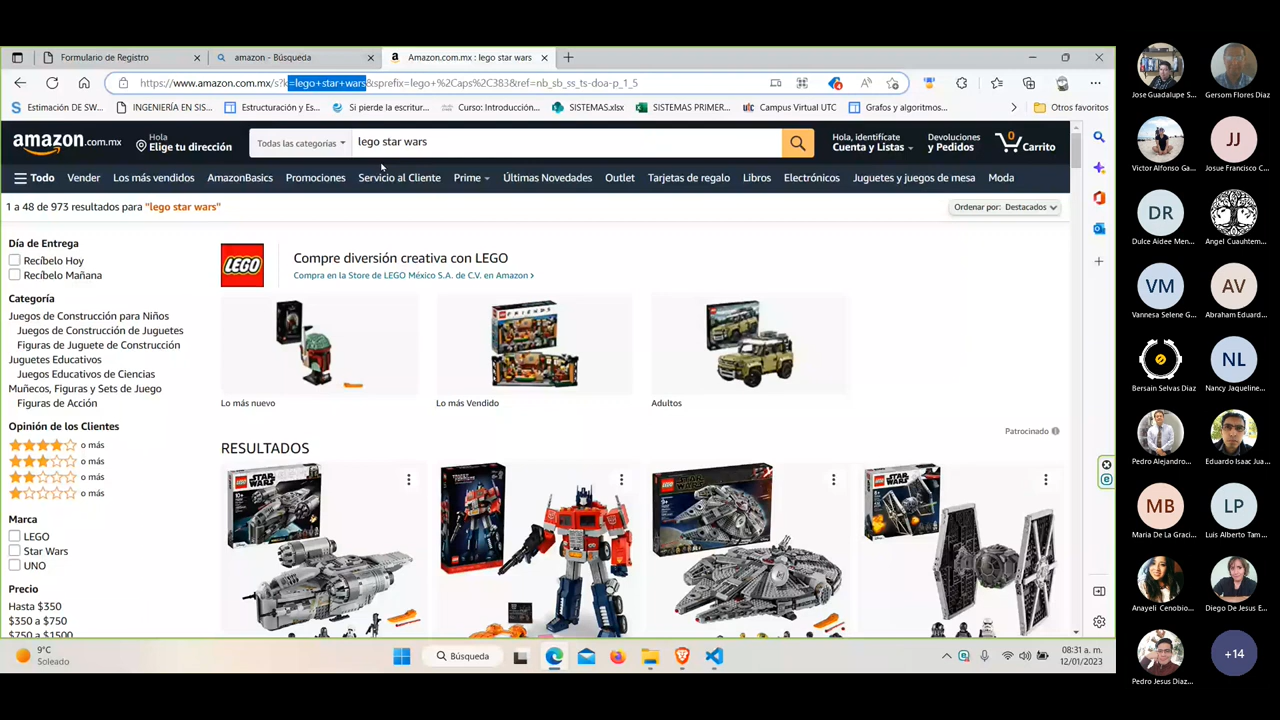 Formulario de Registro
amazon - Búsqueda
Amazon.com.mx : lego star wars
https://www.amazon.com.mx/s?k=lego+star+wars&sprefix=lego+%2Caps%2C383&ref=nb_sb_ss_ts-doa-p_1_5
Estimación DE SW...
INGENIERÍA EN SIS...
Estructuración y Es...
Si pierde la escritur...
Curso: Introducción...
SISTEMAS.xlsx
SISTEMAS PRIMER...
Campus Virtual UTC
Grafos y algoritmos...
Otros favoritos
amazon.com.mx
Hola
Elige tu dirección
Todas las categorías
lego star wars
Hola, identifícate
Cuenta y Listas
Devoluciones
y Pedidos
0
Carrito
Todo
Vender
Los más vendidos
AmazonBasics
Promociones
Servicio al Cliente
Prime
Últimas Novedades
Outlet
Tarjetas de regalo
Libros
Electrónicos
Juguetes y juegos de mesa
Moda
1 a 48 de 973 resultados para "lego star wars"
Ordenar por: Destacados
Día de Entrega
Recíbelo Hoy
Recíbelo Mañana
Categoría
Juegos de Construcción para Niños
Juegos de Construcción de Juguetes
Figuras de Juguete de Construcción
Juguetes Educativos
Juegos Educativos de Ciencias
Muñecos, Figuras y Sets de Juego
Figuras de Acción
Opinión de los Clientes
o más
o más
o más
o más
Marca
LEGO
Star Wars
UNO
Precio
Hasta $350
$350 a $750
$750 a $1500
LEGO
Compre diversión creativa con LEGO
Compra en la Store de LEGO México S.A. de C.V. en Amazon ›
FRIENDS
Lo más nuevo
Lo más Vendido
Adultos
Patrocinado
RESULTADOS
STAR WARS
STAR WARS
STAR WARS
9°C
Soleado
Búsqueda
08:31 a. m.
12/01/2023
Jose Guadalupe S...
Gersom Flores Diaz
Victor Alfonso Ga...
JJ
Josue Francisco C...
DR
Dulce Aidee Men...
Angel Cuauhtem...
VM
Vannesa Selene G...
AV
Abraham Eduard...
Bersain Selvas Diaz
NL
Nancy Jaqueline...
Pedro Alejandro...
Eduardo Isaac Jua...
MB
Maria De La Graci...
LP
Luis Alberto Tam...
Anayeli Cenobio...
Diego De Jesus E...
Pedro Jesus Diaz...
+14